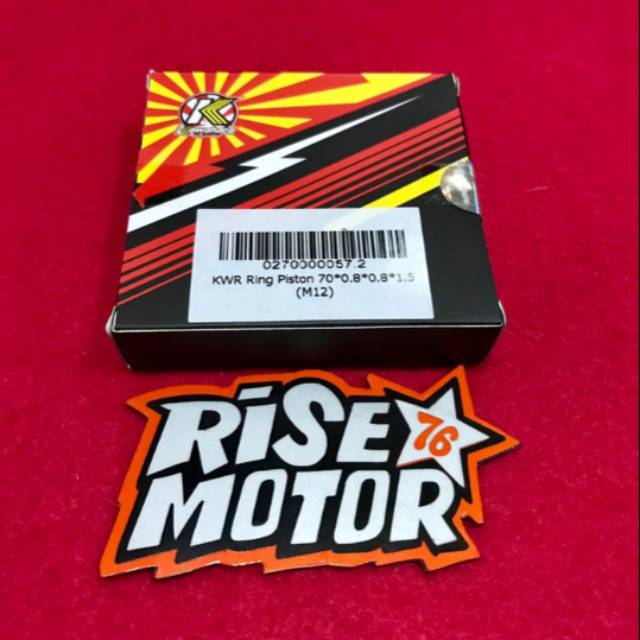 K
0270000057.2
KWR Ring Piston 70*0.8*0.8*1.5
(M12)
RiSE 76
MOTOR